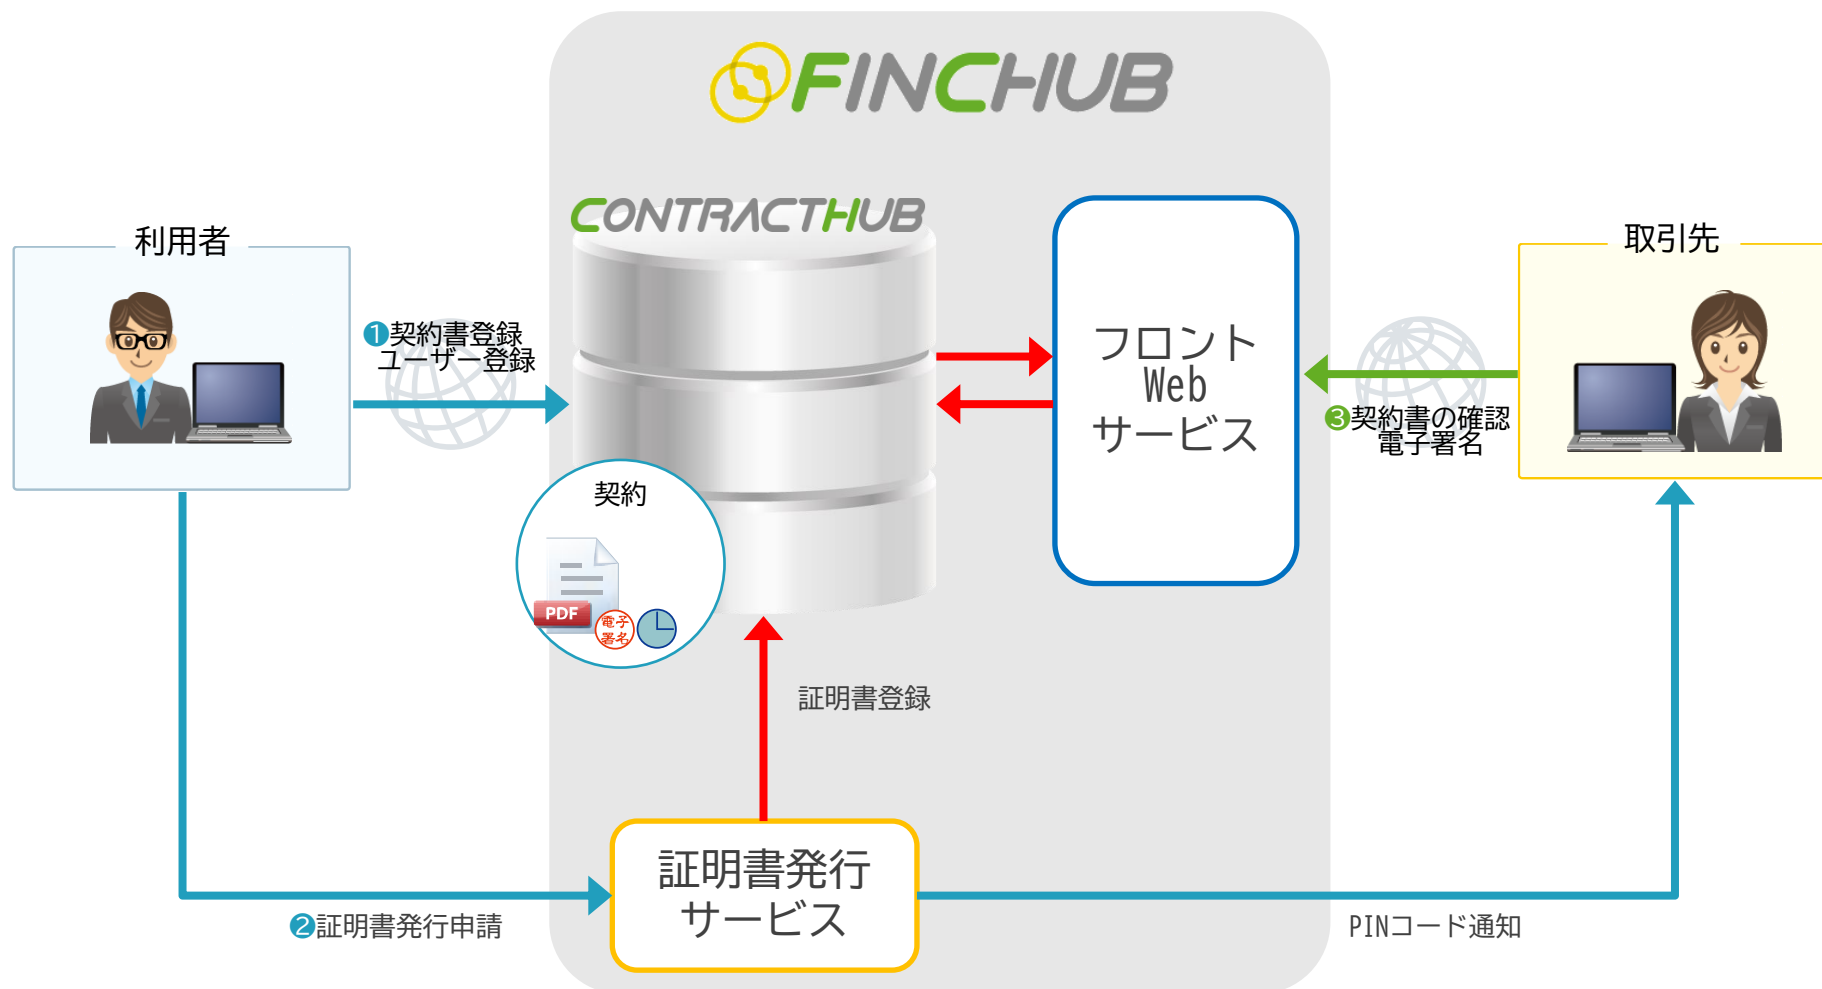 FINCHUB
CONTRACTHUB
利用者
❶契約書登録
ユーザー登録
フロント
Web
サービス
取引先
❸契約書の確認
電子署名
契約
PDF
電子
署名
証明書登録
証明書発行
サービス
❷証明書発行申請
PINコード通知